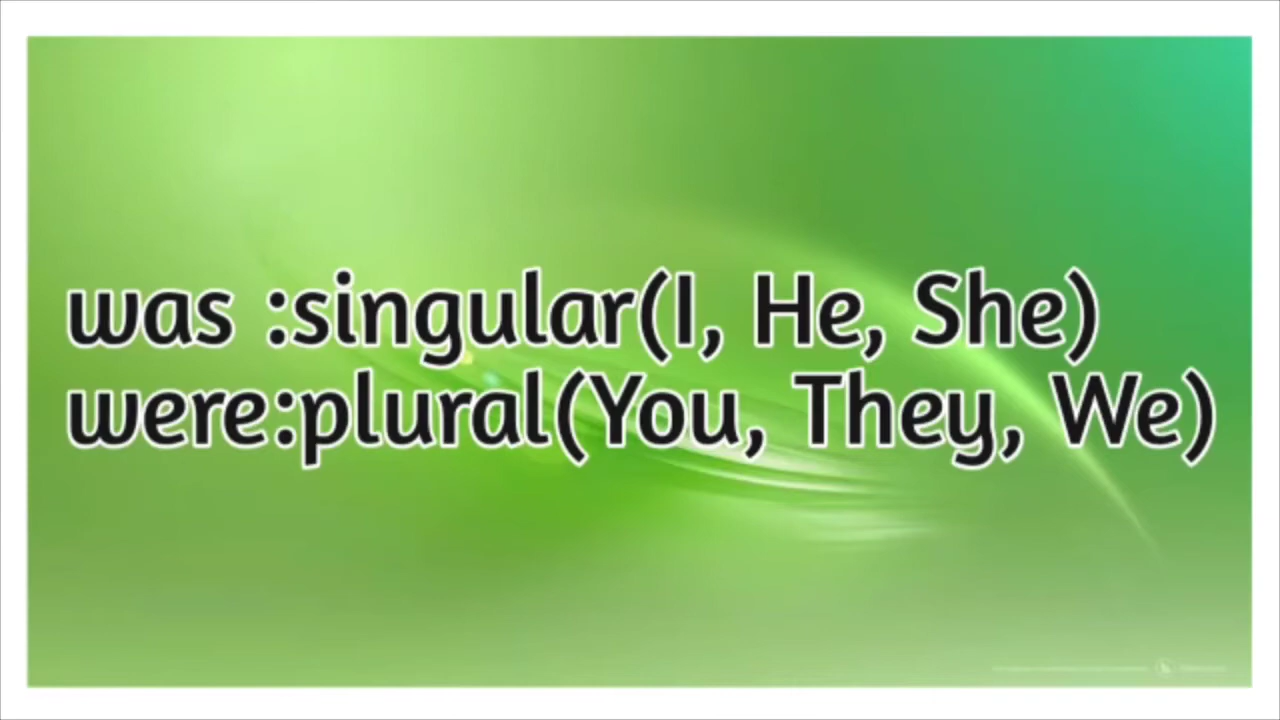 was :singular(I, He, She)
were:plural(You, They, We)